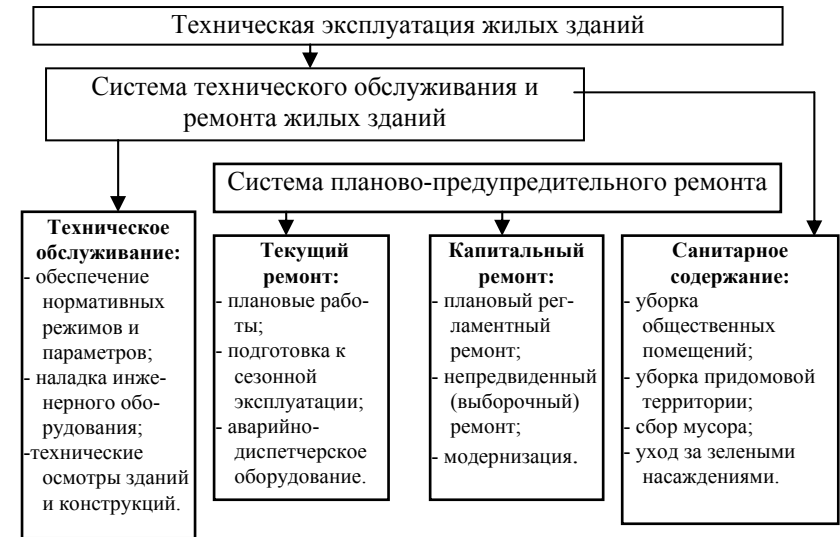 Техническая эксплуатация жилых зданий
Система технического обслуживания и
ремонта жилых зданий
Система планово-предупредительного ремонта
Техническое
обслуживание:
- обеспечение
нормативных
режимов и
параметров;
- наладка инже-
нерного обо-
рудования;
-технические
осмотры зданий
и конструкций.
Текущий
ремонт:
- плановые рабо-
ты;
- подготовка к
сезонной
эксплуатации;
- аварийно-
диспетчерское
оборудование.
Капитальный
ремонт:
- плановый рег-
ламентный
ремонт;
- непредвиденный
(выборочный)
ремонт;
- модернизация.
Санитарное
содержание:
- уборка
общественных
помещений;
- уборка придомовой
территории;
- сбор мусора;
- уход за зелеными
насаждениями.